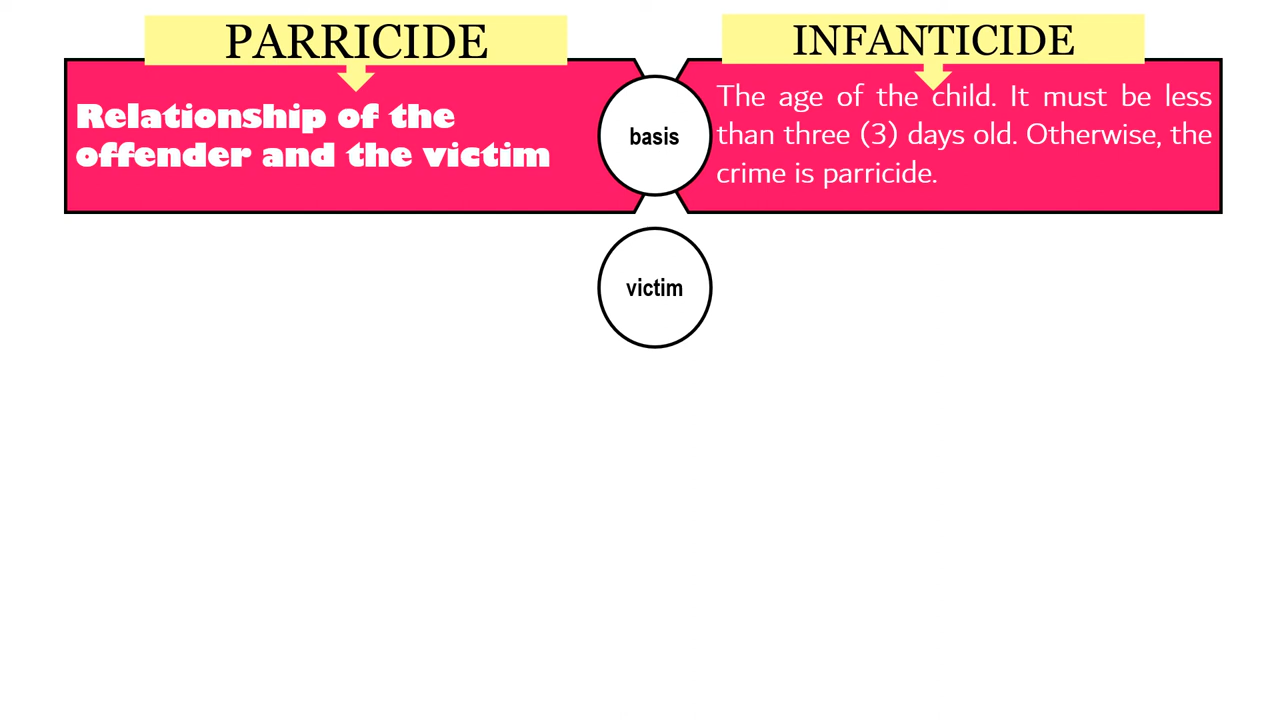 PARRICIDE
INFANTICIDE
Relationship of the
offender and the victim
basis
The age of the child. It must be less
than three (3) days old. Otherwise, the
crime is parricide.
victim